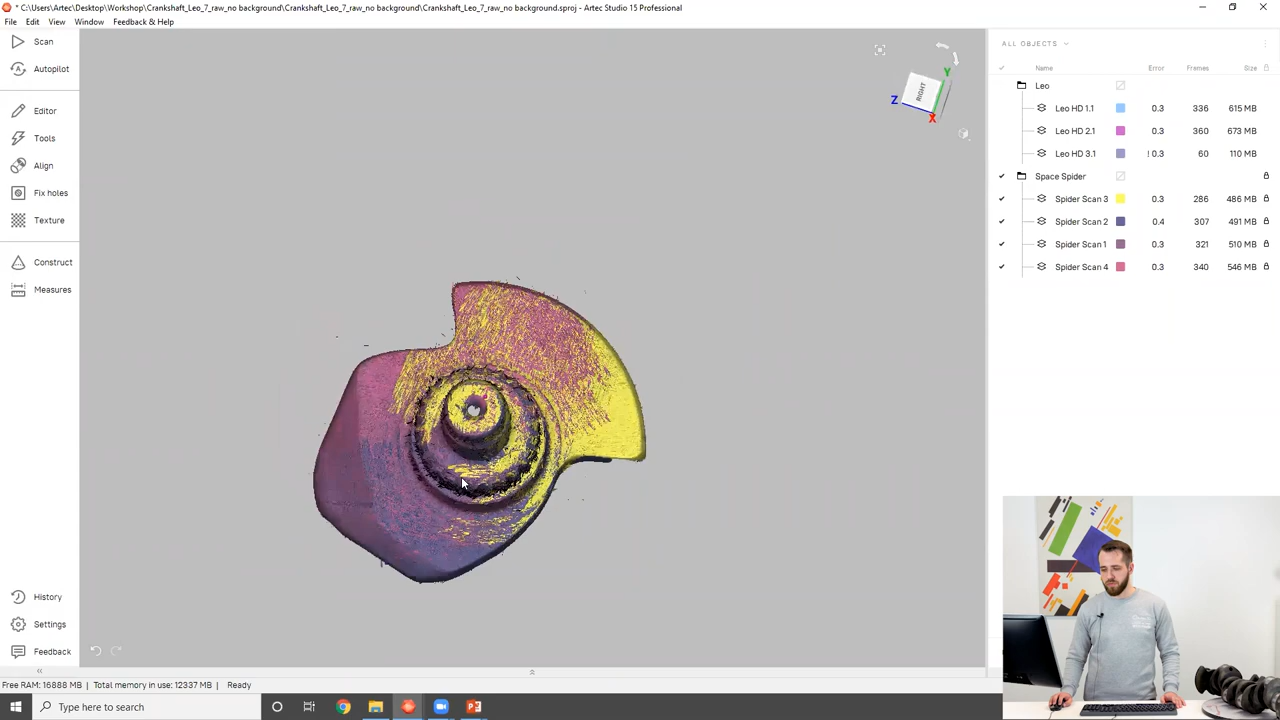 * C:\Users\Artec\Desktop\Workshop\Crankshaft_Leo_7_raw_no background\Crankshaft_Leo_7_raw_no background\Crankshaft_Leo_7_raw_no background.sproj - Artec Studio 15 Professional
File Edit View Window Feedback & Help
Scan
Autopilot
Editor
Tools
Align
Fix holes
Texture
Construct
Measures
History
Settings
Feedback
RIGHT
Y
Z
X
ALL OBJECTS
Name Error Frames Size
Leo
Leo HD 1.1 0.3 336 615 MB
Leo HD 2.1 0.3 360 673 MB
Leo HD 3.1 ! 0.3 60 110 MB
Space Spider
Spider Scan 3 0.3 286 486 MB
Spider Scan 2 0.4 307 491 MB
Spider Scan 1 0.3 321 510 MB
Spider Scan 4 0.3 340 546 MB
Free RAM: 16888 MB | Total memory in use: 12337 MB | Ready
Type here to search